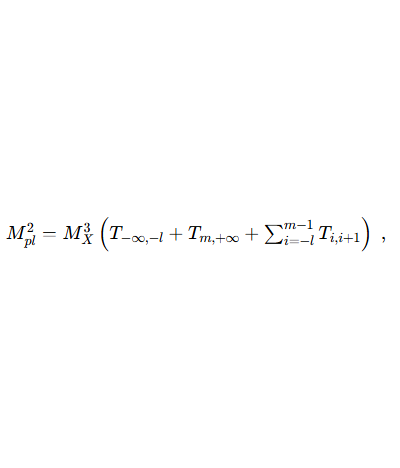 $M_{pl}^2 = M_X^3 \left( T_{-\infty,-l} + T_{m,+\infty} + \sum_{i=-l}^{m-1} T_{i,i+1} \right) \ ,$